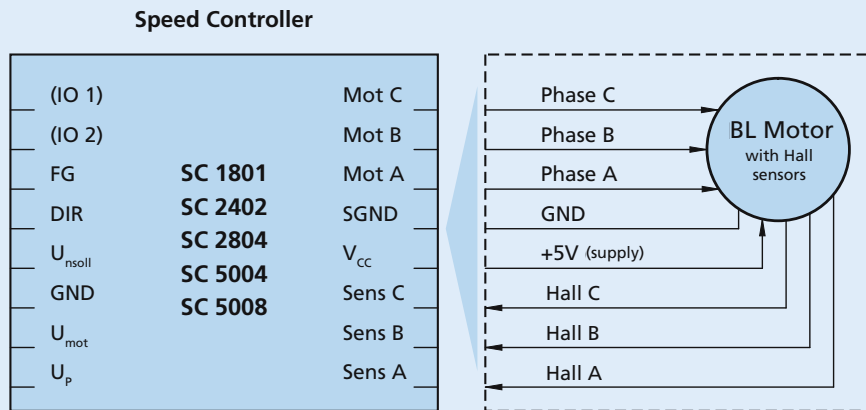 Speed Controller
(IO 1)
(IO 2)
FG
DIR
Unsoll
GND
Umot
UP
SC 1801
SC 2402
SC 2804
SC 5004
SC 5008
Mot C
Mot B
Mot A
SGND
VCC
Sens C
Sens B
Sens A
Phase C
Phase B
Phase A
GND
+5V (supply)
Hall C
Hall B
Hall A
BL Motor
with Hall
sensors